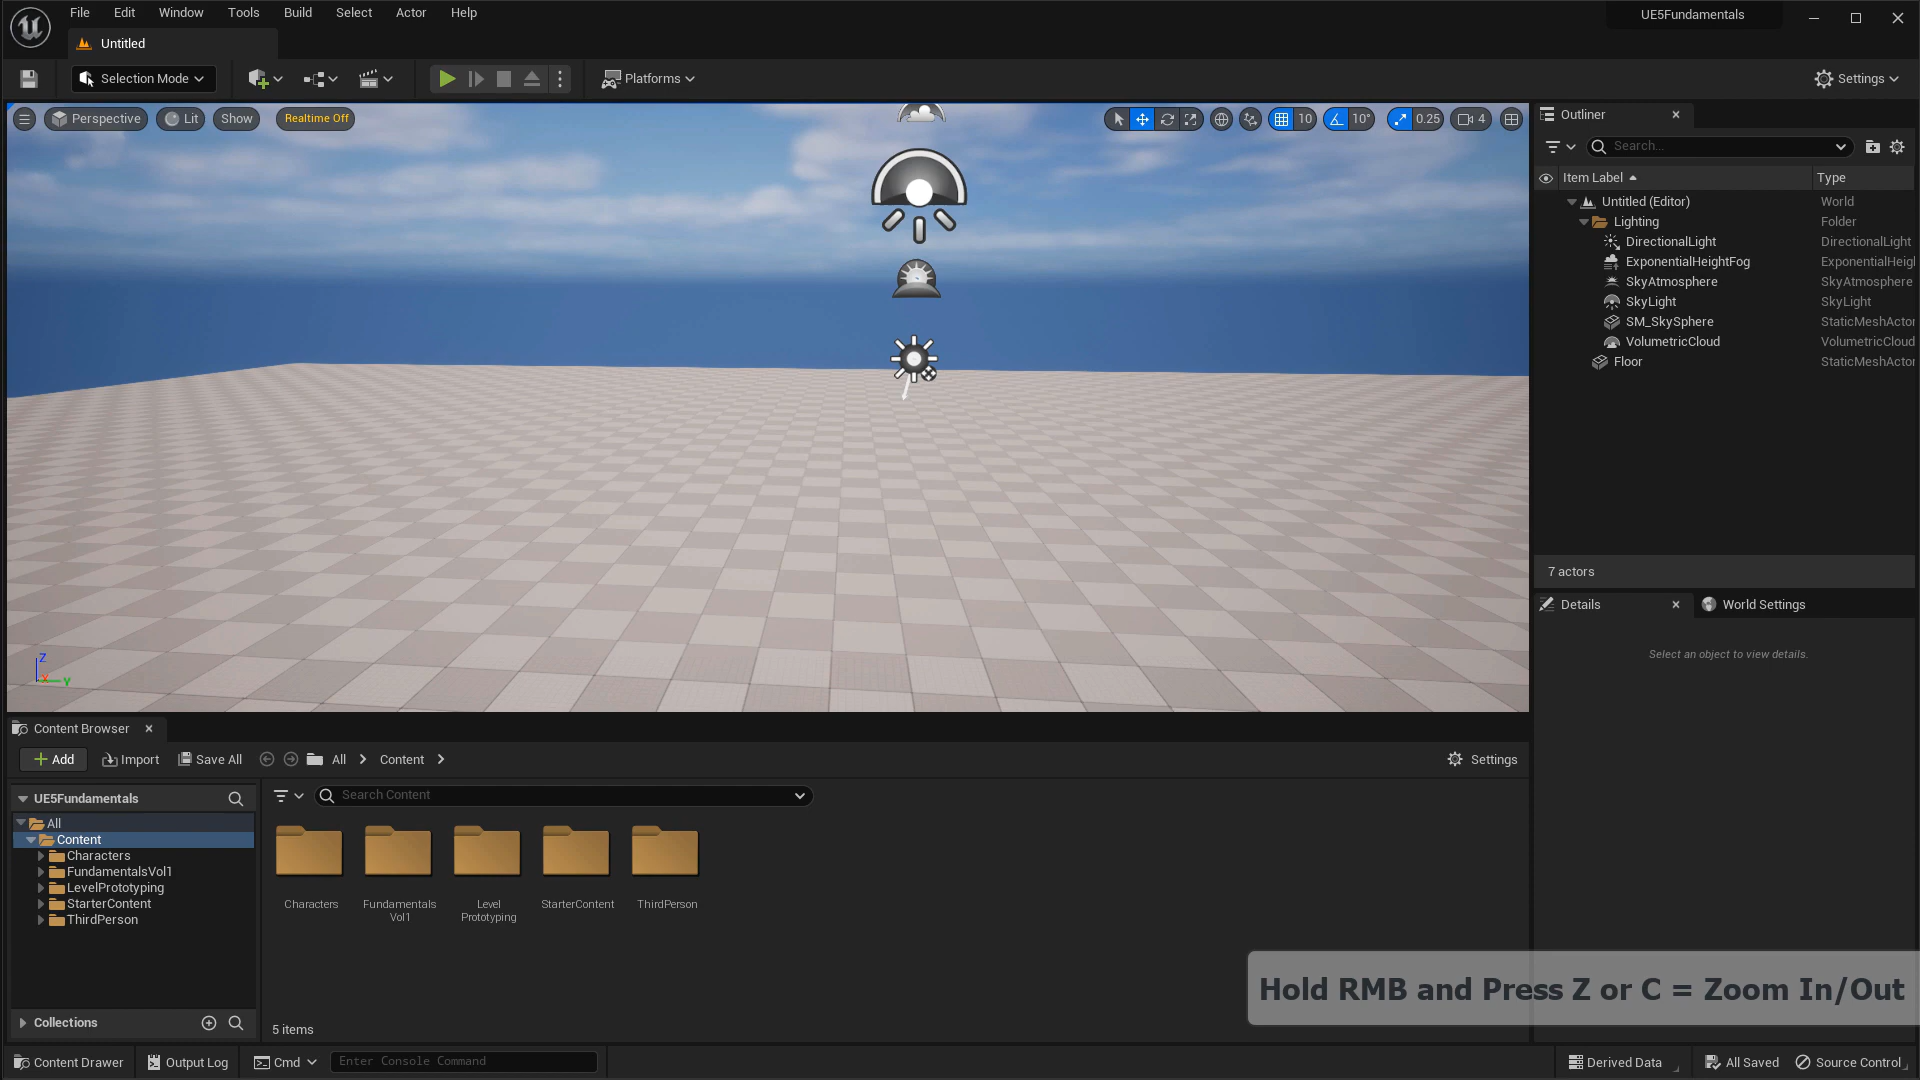 File Edit Window Tools Build Select Actor Help
UE5Fundamentals
Untitled
Selection Mode
Platforms
Settings
Perspective Lit Show Realtime Off
10 10° 0.25 4
Outliner
Search...
Item Label Type
Untitled (Editor) World
Lighting Folder
DirectionalLight DirectionalLight
ExponentialHeightFog ExponentialHeigl
SkyAtmosphere SkyAtmosphere
SkyLight SkyLight
SM_SkySphere StaticMeshActor
VolumetricCloud VolumetricCloud
Floor StaticMeshActor
7 actors
Details World Settings
Select an object to view details.
Z
X Y
Content Browser
Add Import Save All All Content Settings
UE5Fundamentals
Search Content
All
Content
Characters
FundamentalsVol1
LevelPrototyping
StarterContent
ThirdPerson
Characters
Fundamentals
Vol1
Level
Prototyping
StarterContent
ThirdPerson
Hold RMB and Press Z or C = Zoom In/Out
Collections
5 items
Content Drawer Output Log Cmd Enter Console Command Derived Data All Saved Source Control